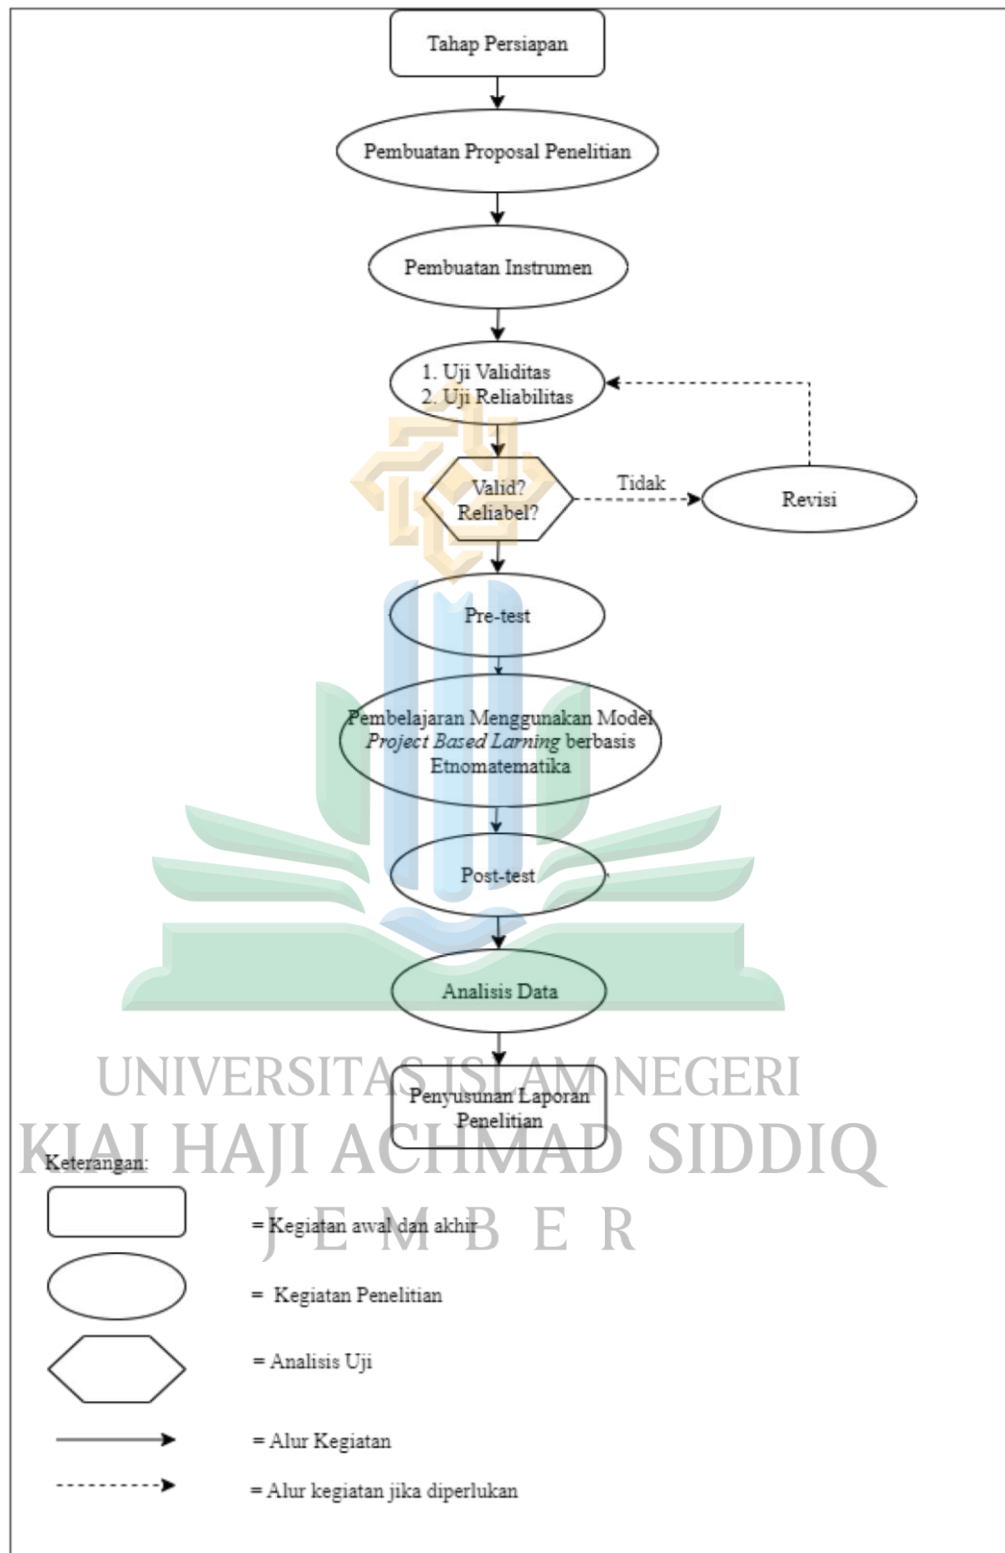 Tahap Persiapan
Pembuatan Proposal Penelitian
Pembuatan Instrumen
1. Uji Validitas
2. Uji Reliabilitas
Valid?
Reliabel?
Tidak
Revisi
Pre-test
Pembelajaran Menggunakan Model
Project Based Larning berbasis
Etnomatematika
Post-test
Analisis Data
UNIVERSITAS ISLAM NEGERI
Penyusunan Laporan
Penelitian
KIAI HAJI ACHMAD SIDDIQ
Keterangan:
JEMBER
= Kegiatan awal dan akhir
= Kegiatan Penelitian
= Analisis Uji
= Alur Kegiatan
= Alur kegiatan jika diperlukan